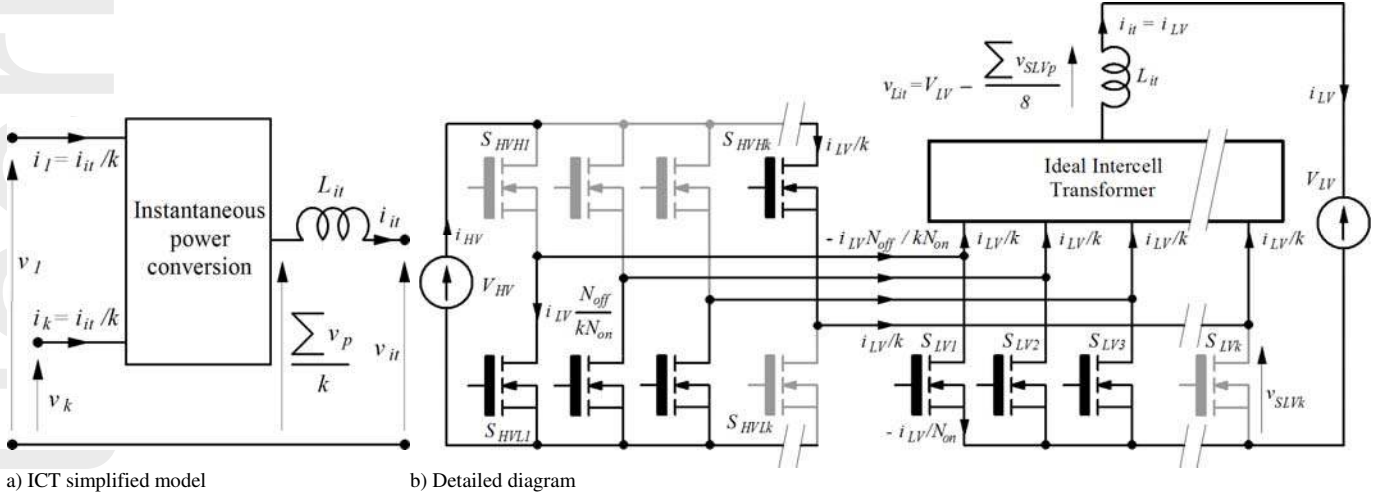 i_1 = i_it /k
Instantaneous
power
conversion
L_it
i_it
v_1
i_k = i_it /k
v_k
∑ v_p
k
v_it
a) ICT simplified model
i_HV
V_HV
S_HVH1
S_HVHk
i_LV/k
i_LV N_off
kN_on
S_HVL1
S_HVLk
- i_LV N_off / kN_on
i_LV/k
i_LV/k
i_LV/k
i_LV/k
i_LV/k
v_Lit = V_LV - ∑ v_SLVp
8
i_it = i_LV
L_it
i_LV
Ideal Intercell
Transformer
V_LV
S_LV1
S_LV2
S_LV3
S_LVk
v_SLVk
- i_LV/N_on
b) Detailed diagram